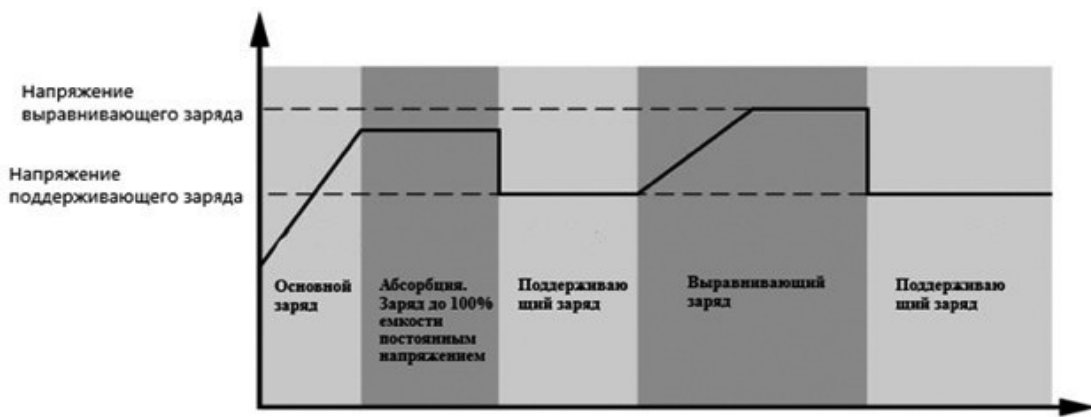 Напряжение
выравнивающего заряда
Напряжение
поддерживающего заряда
Основной
заряд
Абсорбция.
Заряд до 100%
емкости
постоянным
напряжением
Поддерживаю
щий заряд
Выравнивающий
заряд
Поддерживаю
щий заряд